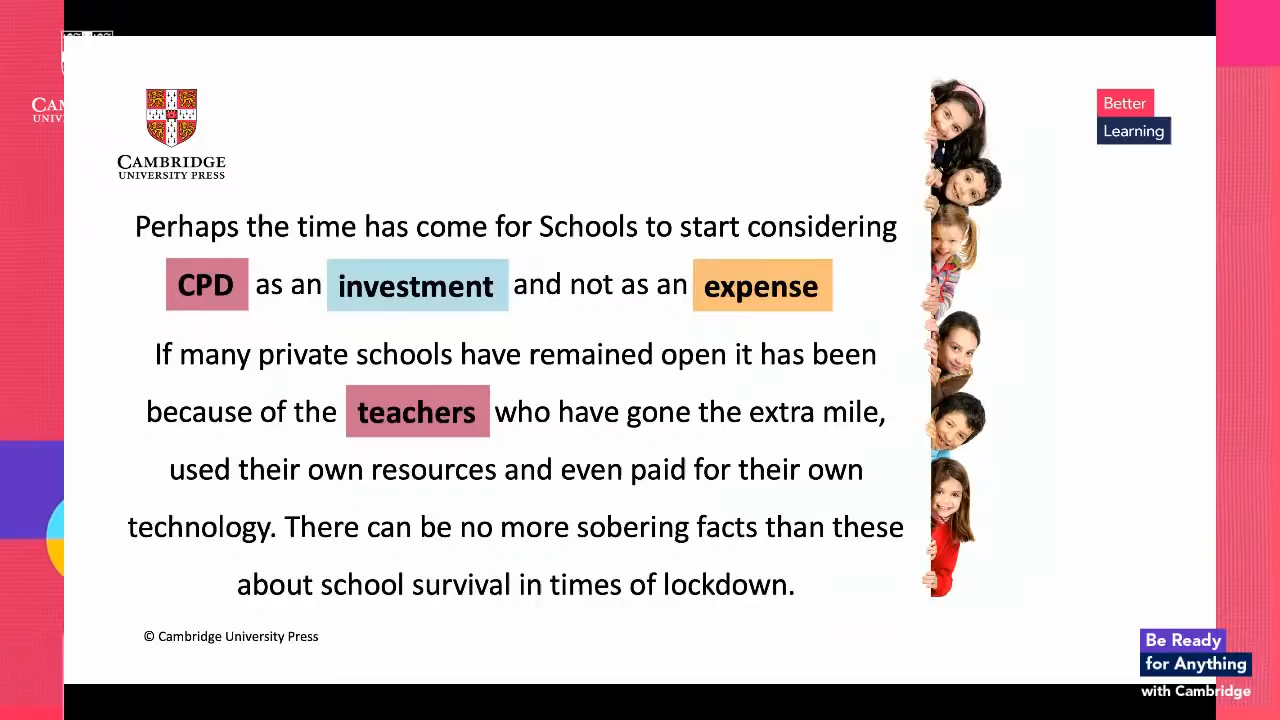 CAMBRIDGE
UNIVERSITY PRESS
Better
Learning
Perhaps the time has come for Schools to start considering
CPD as an investment and not as an expense
If many private schools have remained open it has been
because of the teachers who have gone the extra mile,
used their own resources and even paid for their own
technology. There can be no more sobering facts than these
about school survival in times of lockdown.
© Cambridge University Press
Be Ready
for Anything
with Cambridge